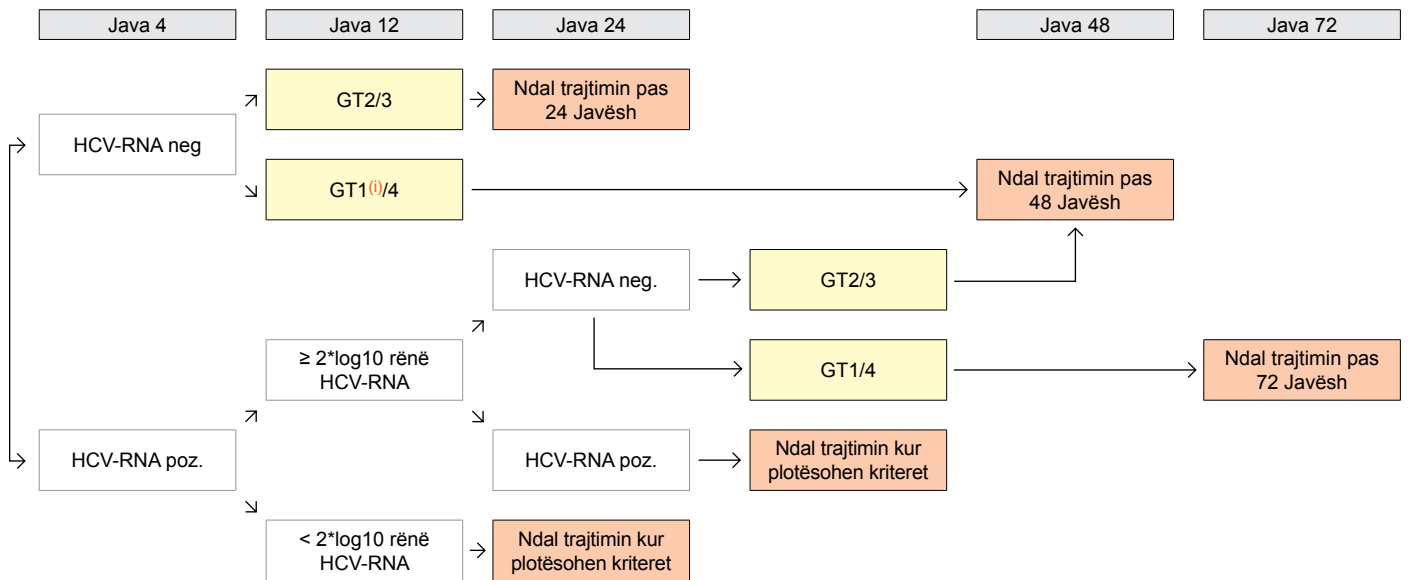 Java 4
Java 12
Java 24
Java 48
Java 72
GT2/3
Ndal trajtimin pas
24 Javësh
HCV-RNA neg
GT1(i)/4
Ndal trajtimin pas
48 Javësh
HCV-RNA neg.
GT2/3
≥ 2*log10 rënë
HCV-RNA
GT1/4
Ndal trajtimin pas
72 Javësh
HCV-RNA poz.
HCV-RNA poz.
Ndal trajtimin kur
plotësohen kriteret
< 2*log10 rënë
HCV-RNA
Ndal trajtimin kur
plotësohen kriteret